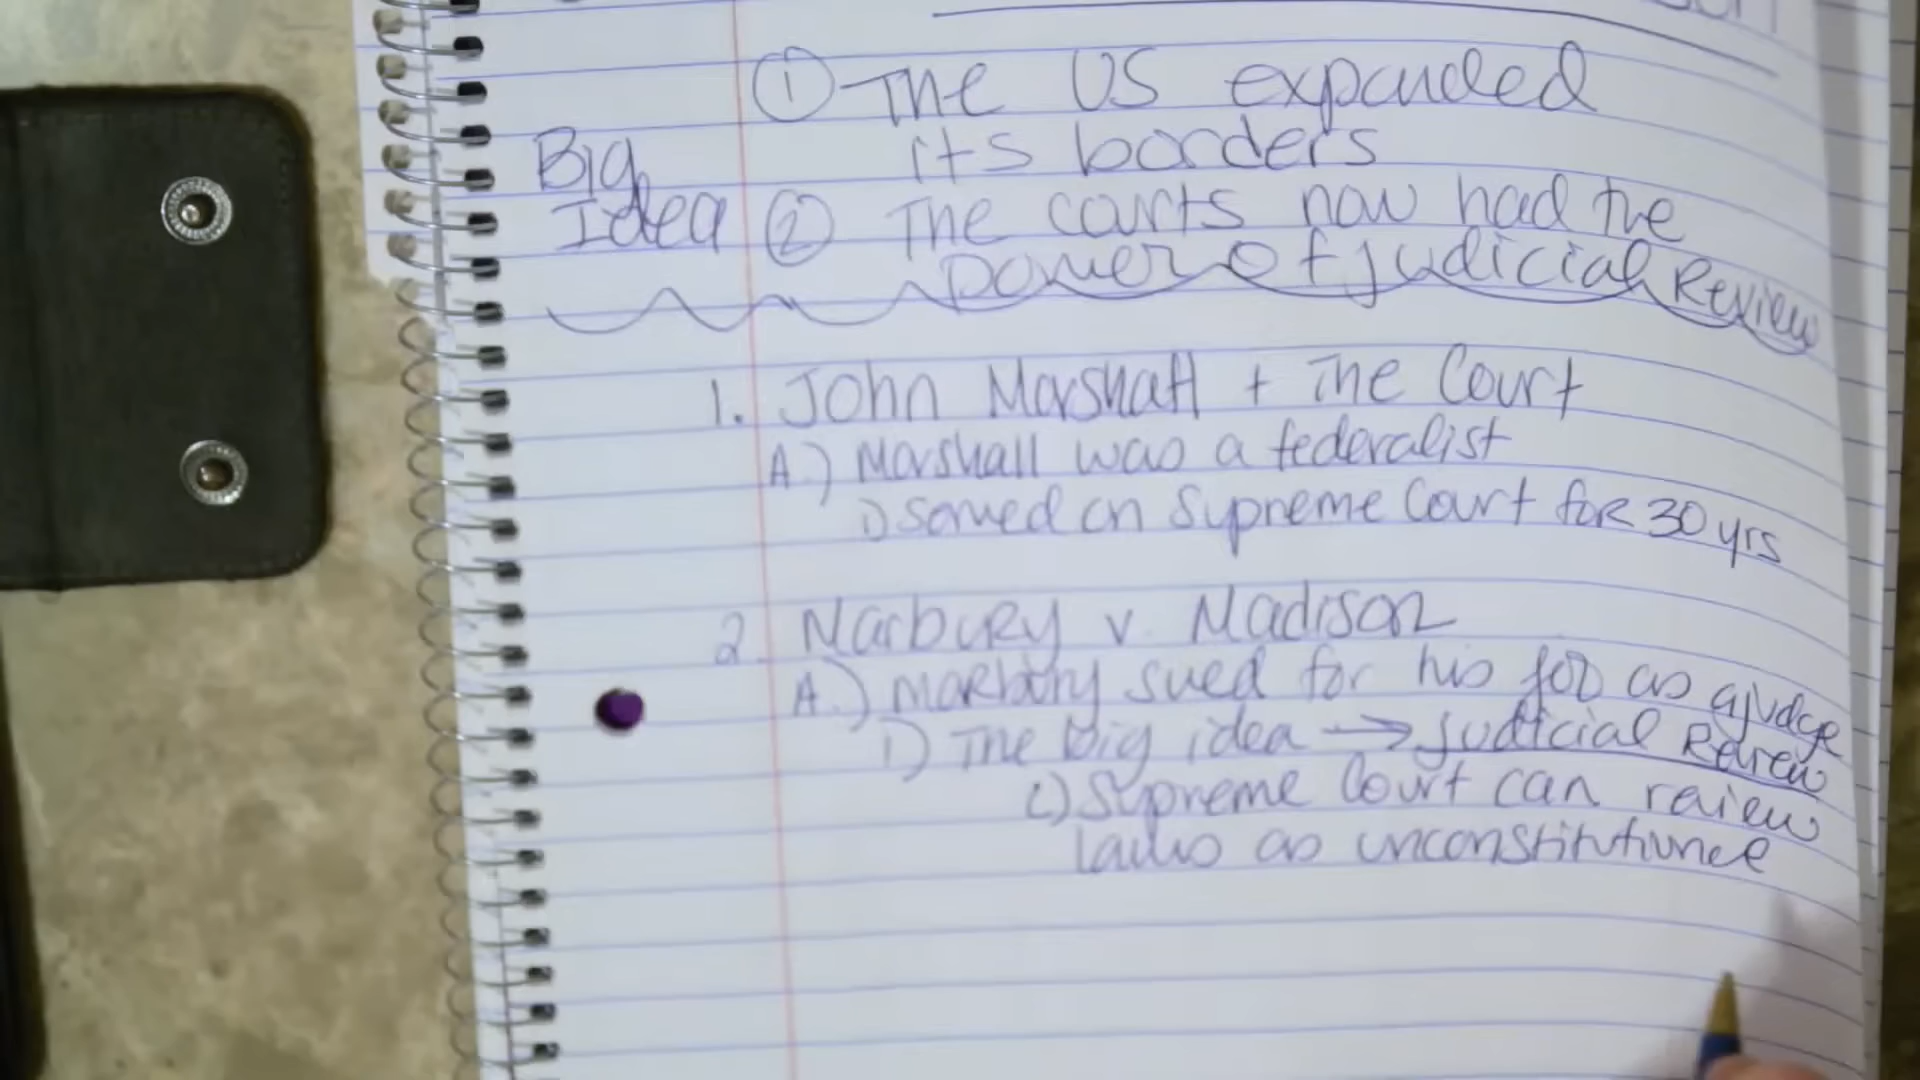 ① The US expanded
its borders
Big
Idea ② The courts now had the
power of judicial Review
1. John Marshall + The Court
A.) Marshall was a federalist
1) served on Supreme Court for 30 yrs
2. Marbury v. Madison
A.) Marbury sued for his job as a judge
1) The big idea → judicial Review
L) Supreme Court can review
laws as unconstitutional